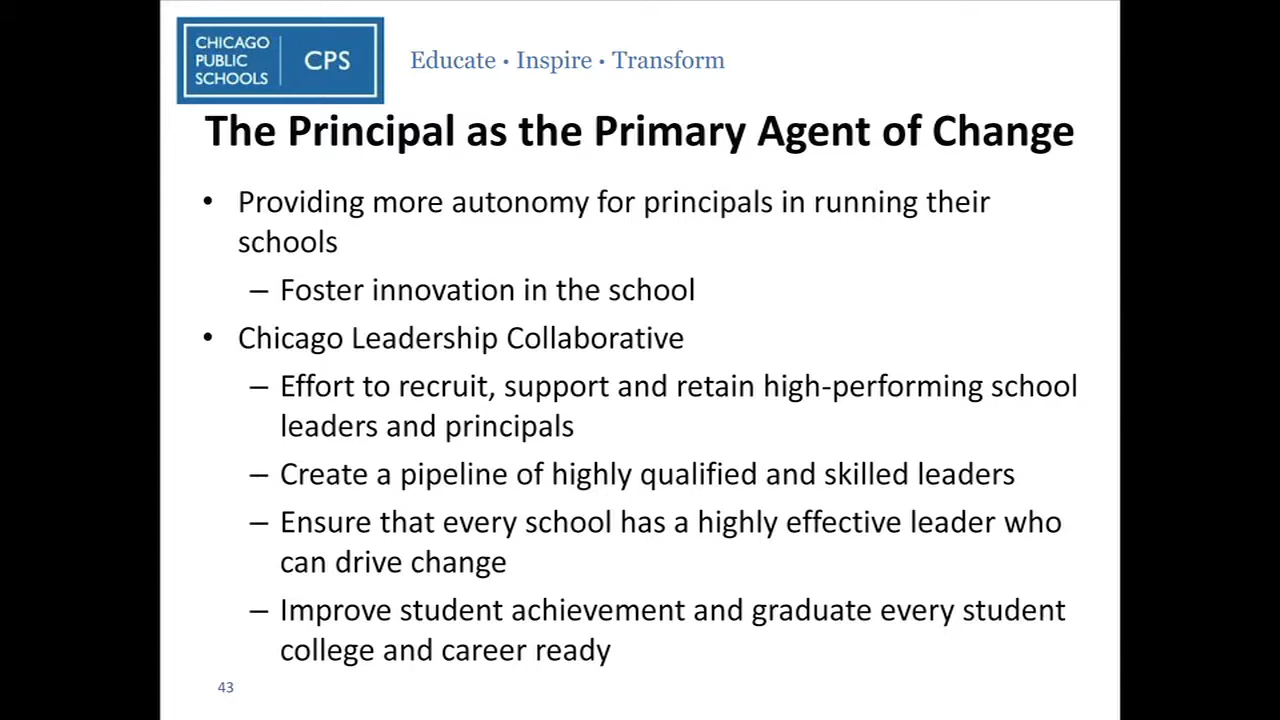 CHICAGO
PUBLIC
SCHOOLS
CPS
Educate • Inspire • Transform
The Principal as the Primary Agent of Change
• Providing more autonomy for principals in running their
schools
– Foster innovation in the school
• Chicago Leadership Collaborative
– Effort to recruit, support and retain high-performing school
leaders and principals
– Create a pipeline of highly qualified and skilled leaders
– Ensure that every school has a highly effective leader who
can drive change
– Improve student achievement and graduate every student
college and career ready
43